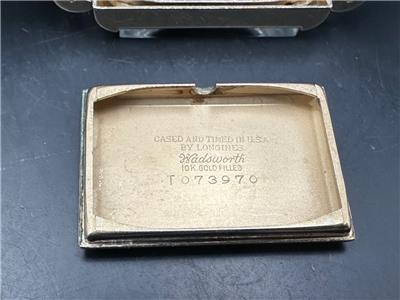 CASED AND TIMED IN U.S.A.
BY LONGINES
Wadsworth
10K GOLD FILLED
T073970